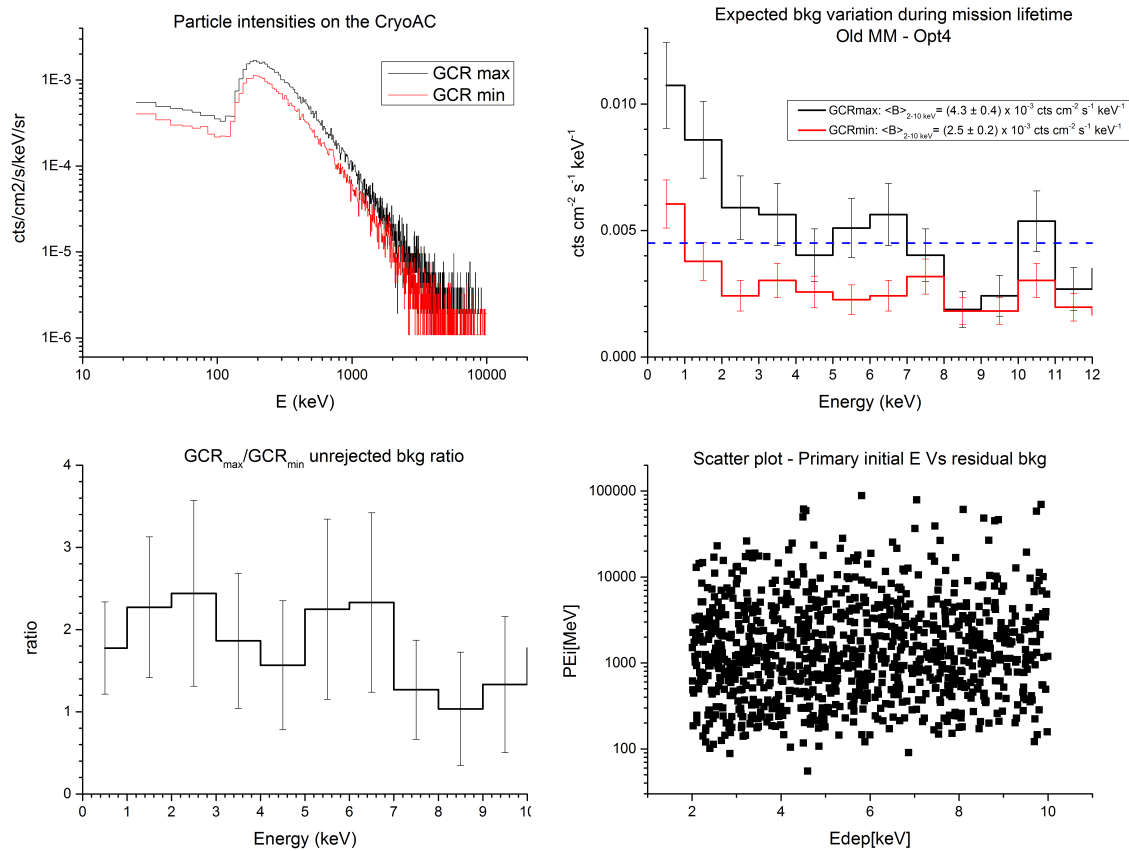 Particle intensities on the CryoAC
GCR max
GCR min
1E-3
1E-4
1E-5
1E-6
cts/cm2/s/keV/sr
10
100
1000
10000
E (keV)
Expected bkg variation during mission lifetime
Old MM - Opt4
GCRmax: <B>2-10 keV= (4.3 ± 0.4) x 10-3 cts cm-2 s-1 keV-1
GCRmin: <B>2-10 keV= (2.5 ± 0.2) x 10-3 cts cm-2 s-1 keV-1
0.010
0.005
0.000
cts cm-2 s-1 keV-1
0 1 2 3 4 5 6 7 8 9 10 11 12
Energy (keV)
GCRmax/GCRmin unrejected bkg ratio
4
3
2
1
0
ratio
0 1 2 3 4 5 6 7 8 9 10
Energy (keV)
Scatter plot - Primary initial E Vs residual bkg
100000
10000
1000
100
PEi[MeV]
2 4 6 8 10
Edep[keV]